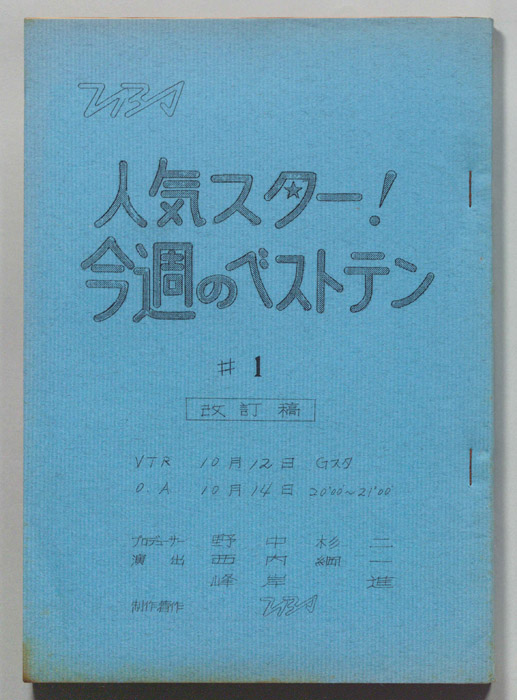 人気スター!
今週のベストテン
# 1
改訂稿
VTR 10月12日 Gスタ
O.A 10月14日 20'00'~21'00'
プロデューサー 野中杉二
演出 西内綱一
峰岸進
制作著作 TBS